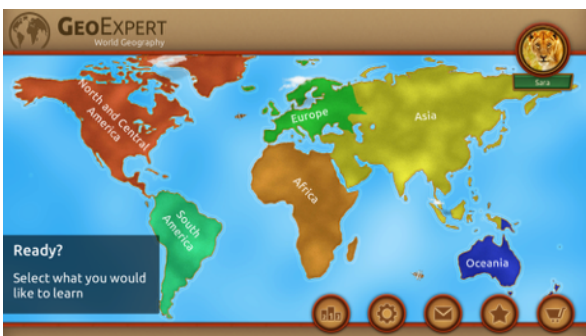 GEOEXPERT
World Geography
Sara
North and Central
America
Europe
Asia
Africa
South
America
Oceania
Ready?
Select what you would
like to learn